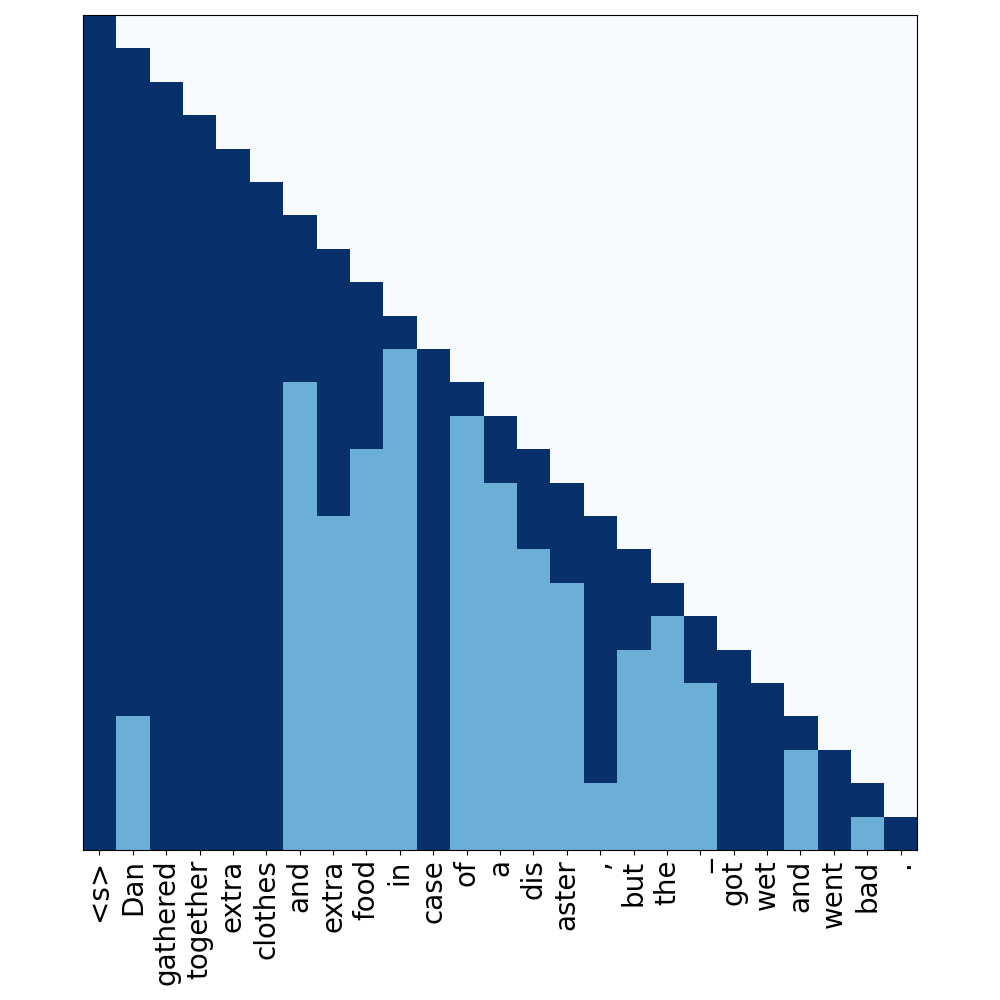 <s>
Dan
gathered
together
extra
clothes
and
extra
food
in
case
of
a
dis
aster
,
but
the
_
got
wet
and
went
bad
.